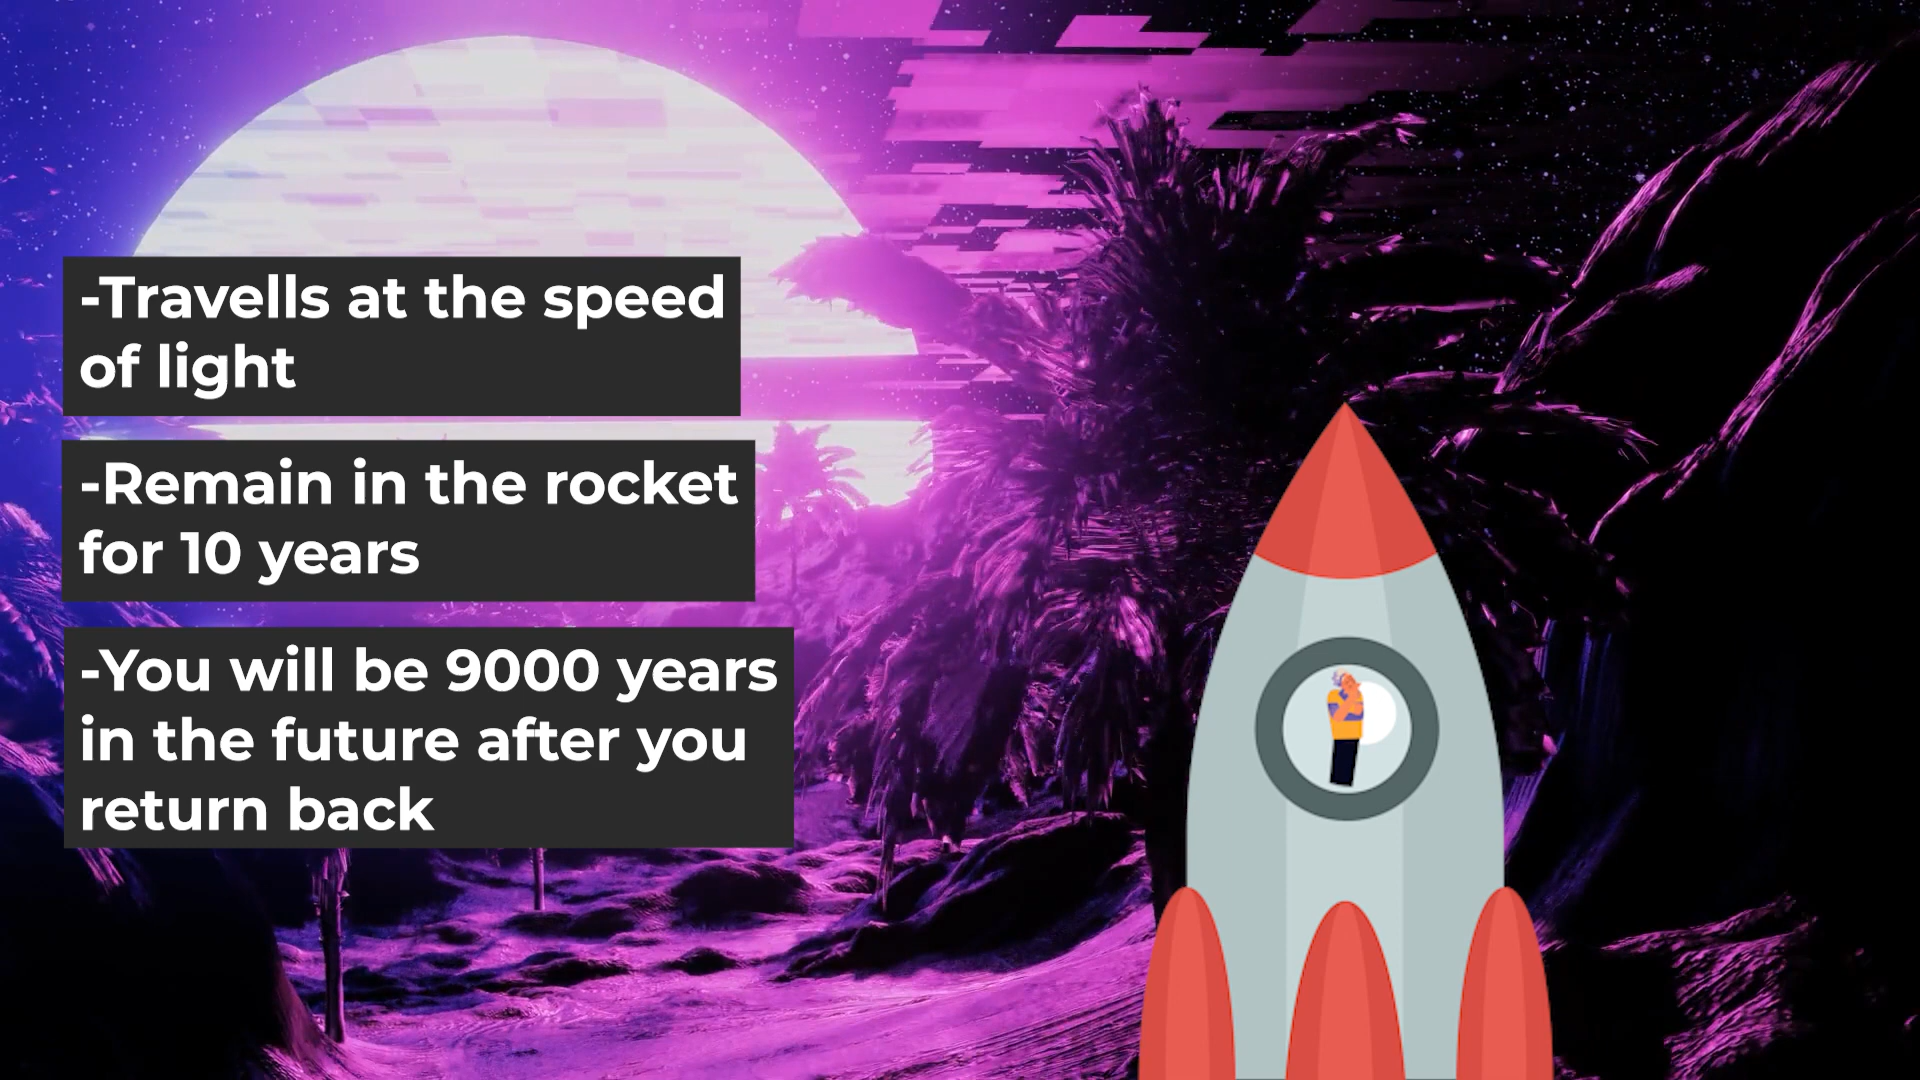 -Travells at the speed
of light
-Remain in the rocket
for 10 years
-You will be 9000 years
in the future after you
return back